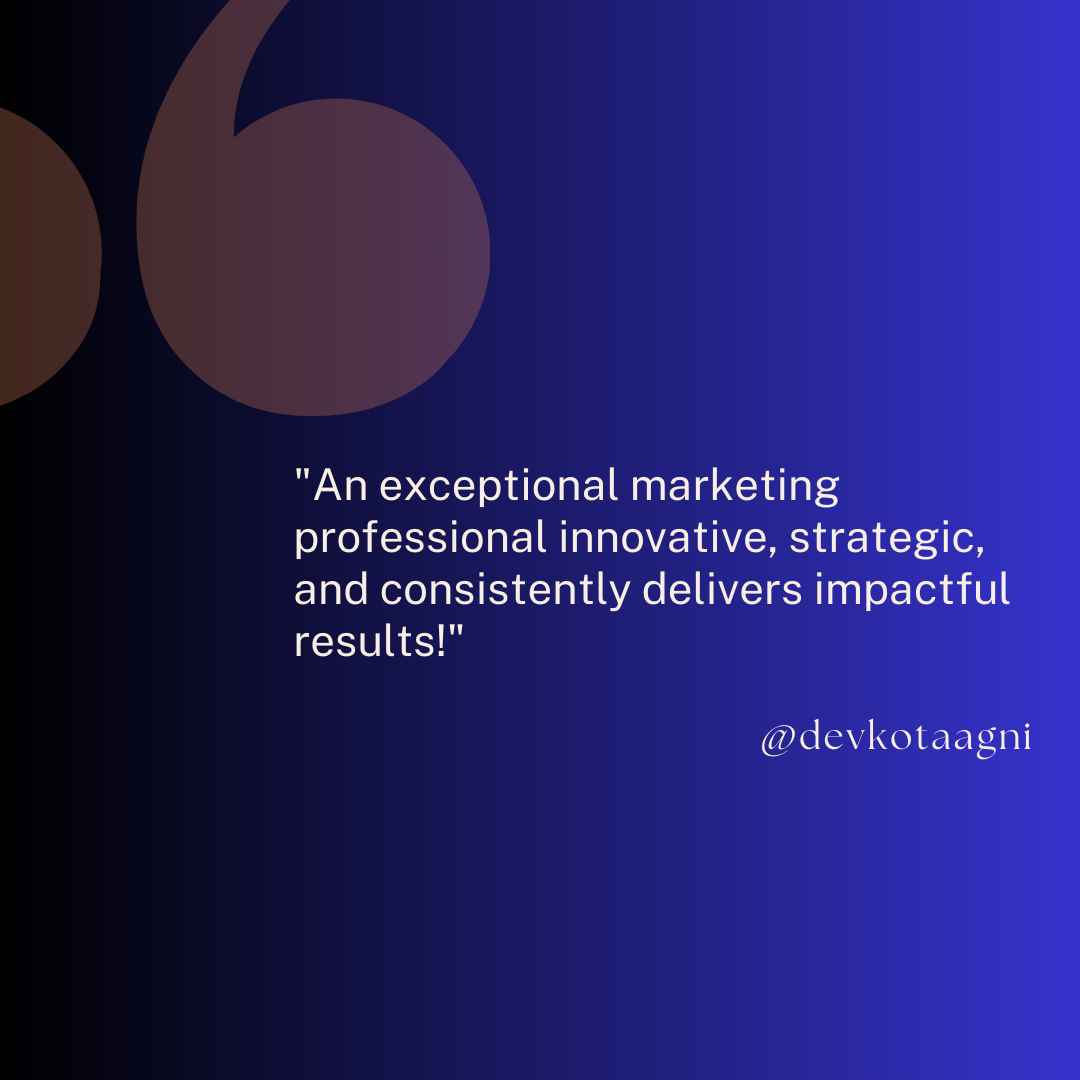 "An exceptional marketing
professional innovative, strategic,
and consistently delivers impactful
results!"
@devkotaagni